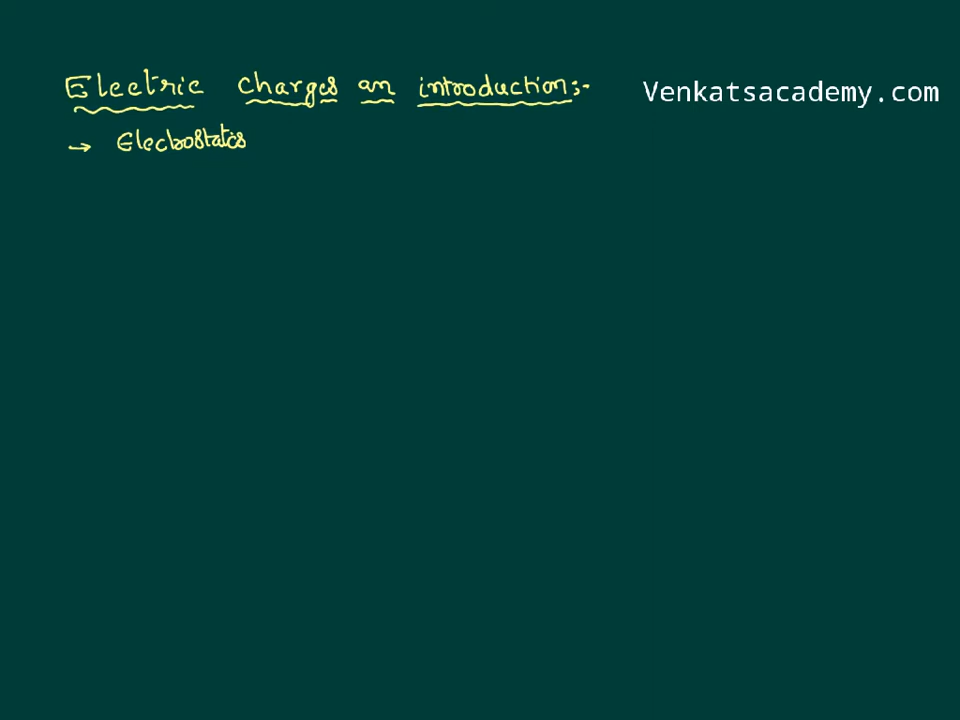 Electric charges an introduction:-
Venkatsacademy.com
→ Electrostatics